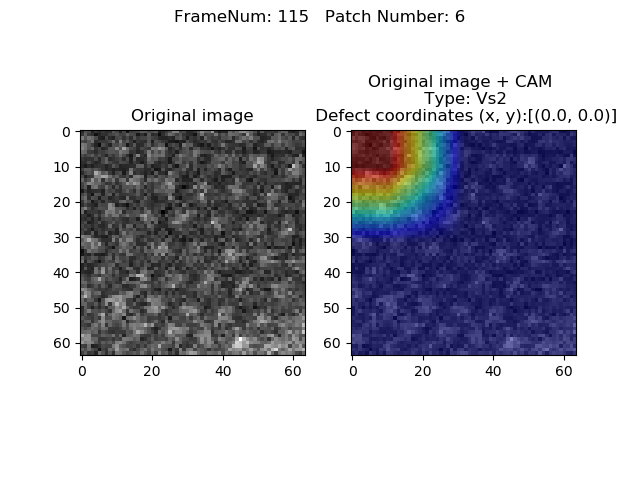 FrameNum: 115   Patch Number: 6
Original image
0
10
20
30
40
50
60
0 20 40 60
Original image + CAM
Type: Vs2
Defect coordinates (x, y):[(0.0, 0.0)]
0
10
20
30
40
50
60
0 20 40 60